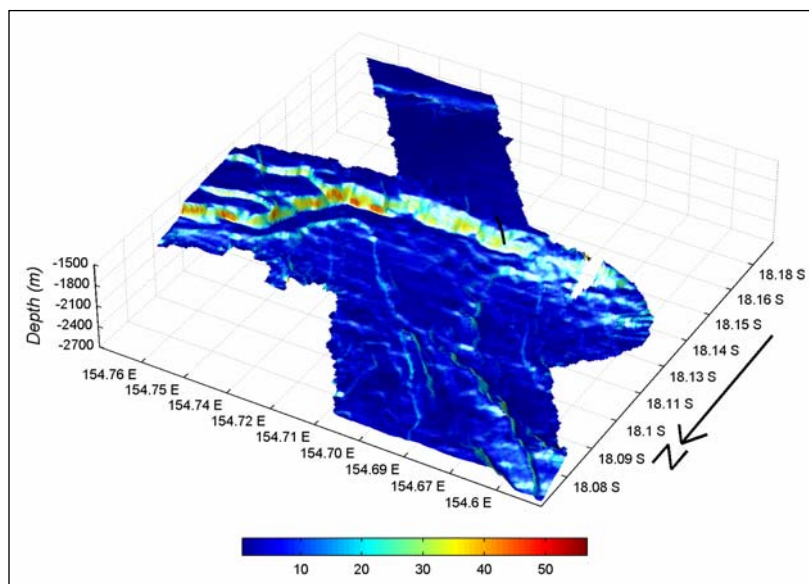 -1500
-1800
-2100
-2400
-2700
Depth (m)
154.76 E
154.75 E
154.74 E
154.72 E
154.71 E
154.70 E
154.69 E
154.67 E
154.6 E
18.18 S
18.16 S
18.15 S
18.14 S
18.13 S
18.11 S
18.1 S
18.09 S
18.08 S
N
10 20 30 40 50